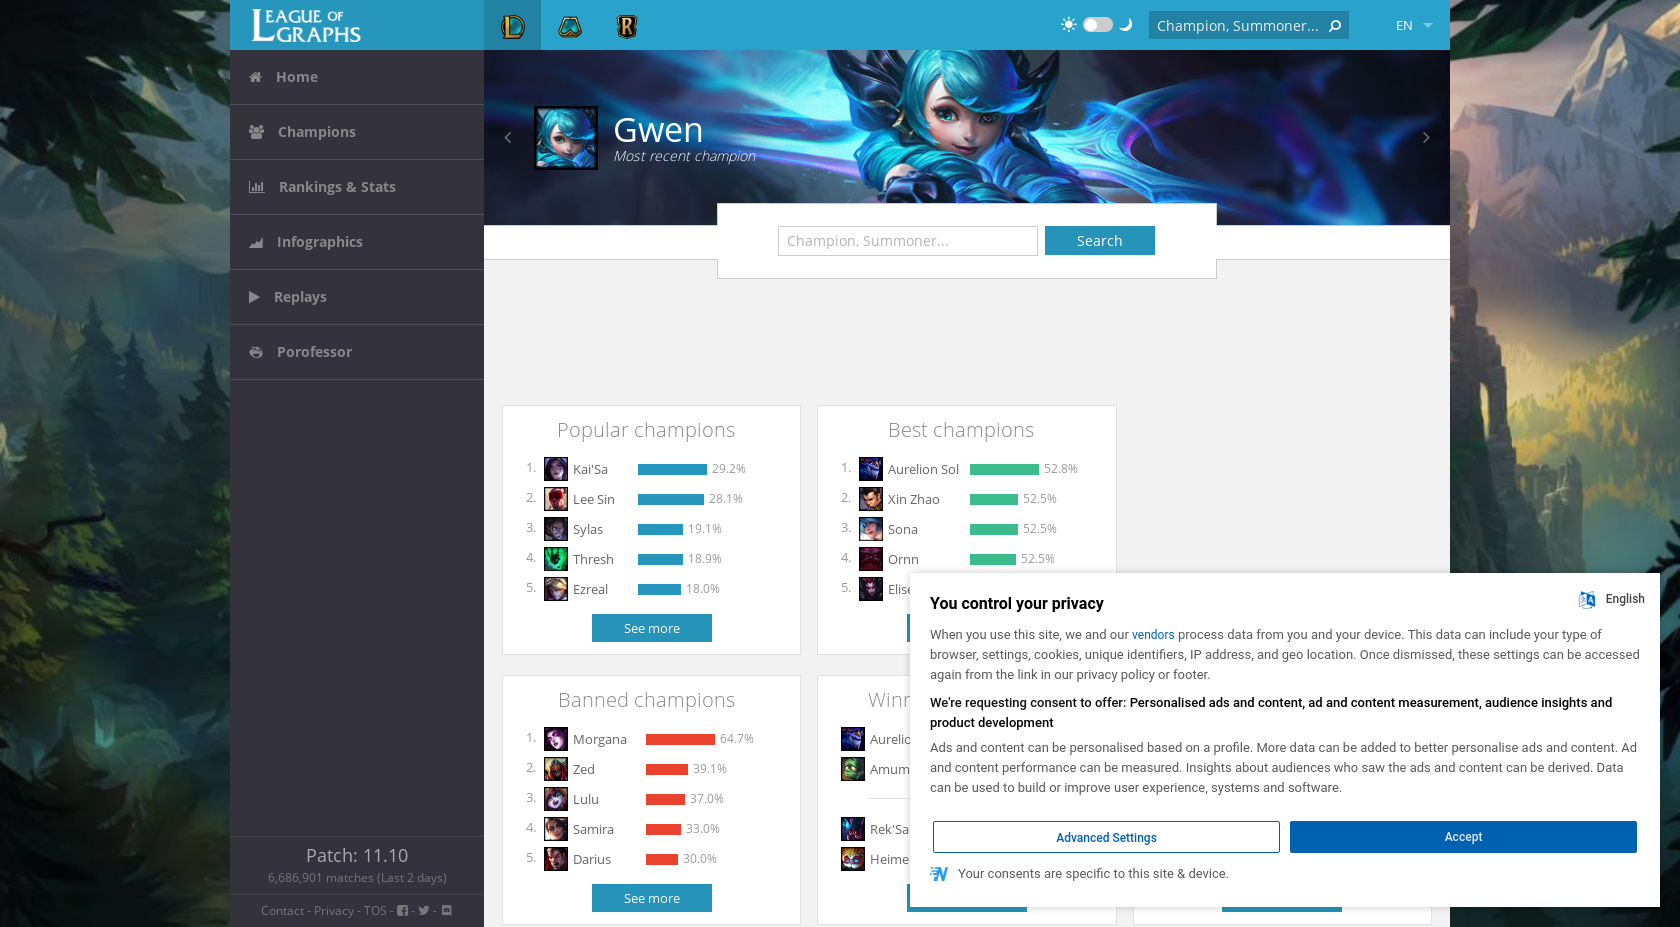 LEAGUE OF GRAPHS
Champion, Summoner...
EN
Home
Champions
Rankings & Stats
Infographics
Replays
Porofessor
Gwen
Most recent champion
Champion, Summoner...
Search
Popular champions
1. Kai'Sa 29.2%
2. Lee Sin 28.1%
3. Sylas 19.1%
4. Thresh 18.9%
5. Ezreal 18.0%
See more
Best champions
1. Aurelion Sol 52.8%
2. Xin Zhao 52.5%
3. Sona 52.5%
4. Ornn 52.5%
5. Elise
Banned champions
1. Morgana 64.7%
2. Zed 39.1%
3. Lulu 37.0%
4. Samira 33.0%
5. Darius 30.0%
See more
Winn
Aurelio
Amum
Rek'Sa
Heime
You control your privacy
English
When you use this site, we and our vendors process data from you and your device. This data can include your type of
browser, settings, cookies, unique identifiers, IP address, and geo location. Once dismissed, these settings can be accessed
again from the link in our privacy policy or footer.
We're requesting consent to offer: Personalised ads and content, ad and content measurement, audience insights and
product development
Ads and content can be personalised based on a profile. More data can be added to better personalise ads and content. Ad
and content performance can be measured. Insights about audiences who saw the ads and content can be derived. Data
can be used to build or improve user experience, systems and software.
Advanced Settings
Accept
Your consents are specific to this site & device.
Patch: 11.10
6,686,901 matches (Last 2 days)
Contact - Privacy - TOS - - -